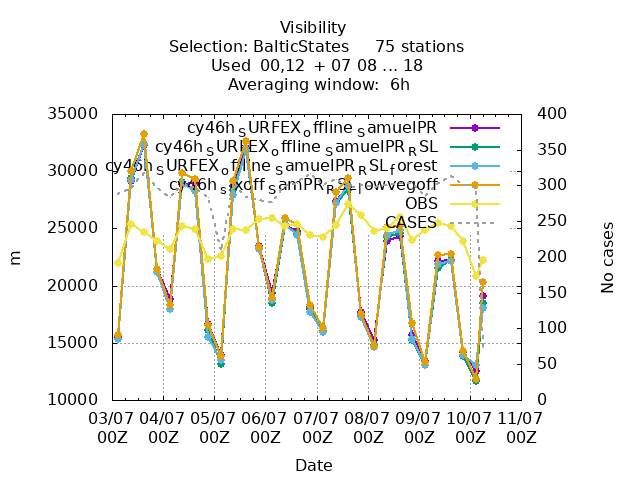 Visibility
Selection: BalticStates 75 stations
Used 00,12 + 07 08 ... 18
Averaging window: 6h
35000
30000
25000
20000
15000
10000
m
400
350
300
250
200
150
100
50
0
No cases
cy46h_SURFEX_offline_SamuelPR
cy46h_SURFEX_offline_SamuelPR_RSL
cy46h_SURFEX_offline_SamuelPR_RSL_forest
OBS
CASES
03/07 04/07 05/07 06/07 07/07 08/07 09/07 10/07 11/07
00Z 00Z 00Z 00Z 00Z 00Z 00Z 00Z 00Z
Date